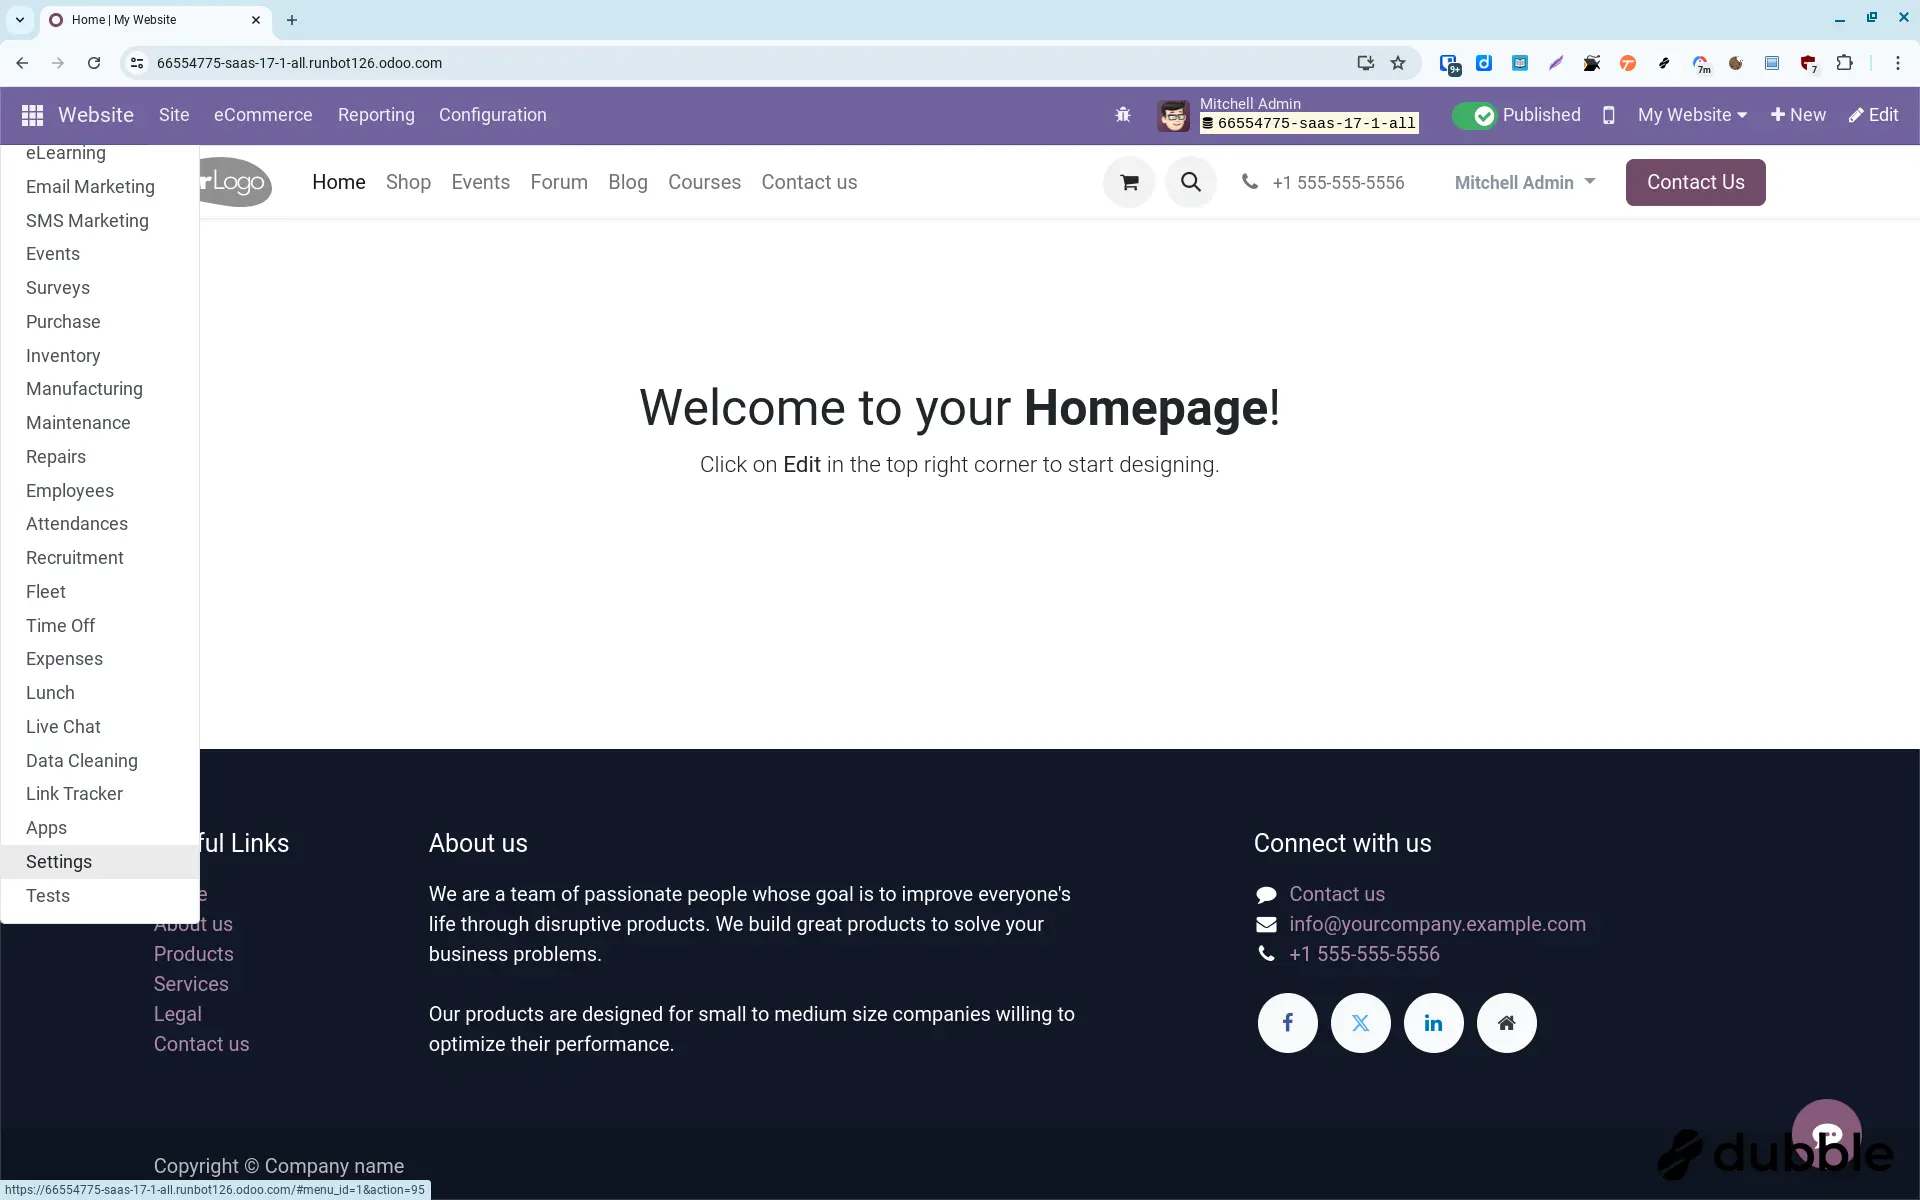 Home | My Website
66554775-saas-17-1-all.runbot126.odoo.com
9+
7m
7
Website
Site
eCommerce
Reporting
Configuration
Mitchell Admin
66554775-saas-17-1-all
Published
My Website
New
Edit
eLearning
Email Marketing
SMS Marketing
Events
Surveys
Purchase
Inventory
Manufacturing
Maintenance
Repairs
Employees
Attendances
Recruitment
Fleet
Time Off
Expenses
Lunch
Live Chat
Data Cleaning
Link Tracker
Apps
Settings
Tests
rLogo
Home
Shop
Events
Forum
Blog
Courses
Contact us
+1 555-555-5556
Mitchell Admin
Contact Us
Welcome to your Homepage!
Click on Edit in the top right corner to start designing.
ful Links
e
About us
Products
Services
Legal
Contact us
About us
We are a team of passionate people whose goal is to improve everyone's
life through disruptive products. We build great products to solve your
business problems.
Our products are designed for small to medium size companies willing to
optimize their performance.
Connect with us
Contact us
info@yourcompany.example.com
+1 555-555-5556
Copyright © Company name
dubble
https://66554775-saas-17-1-all.runbot126.odoo.com/#menu_id=1&action=95